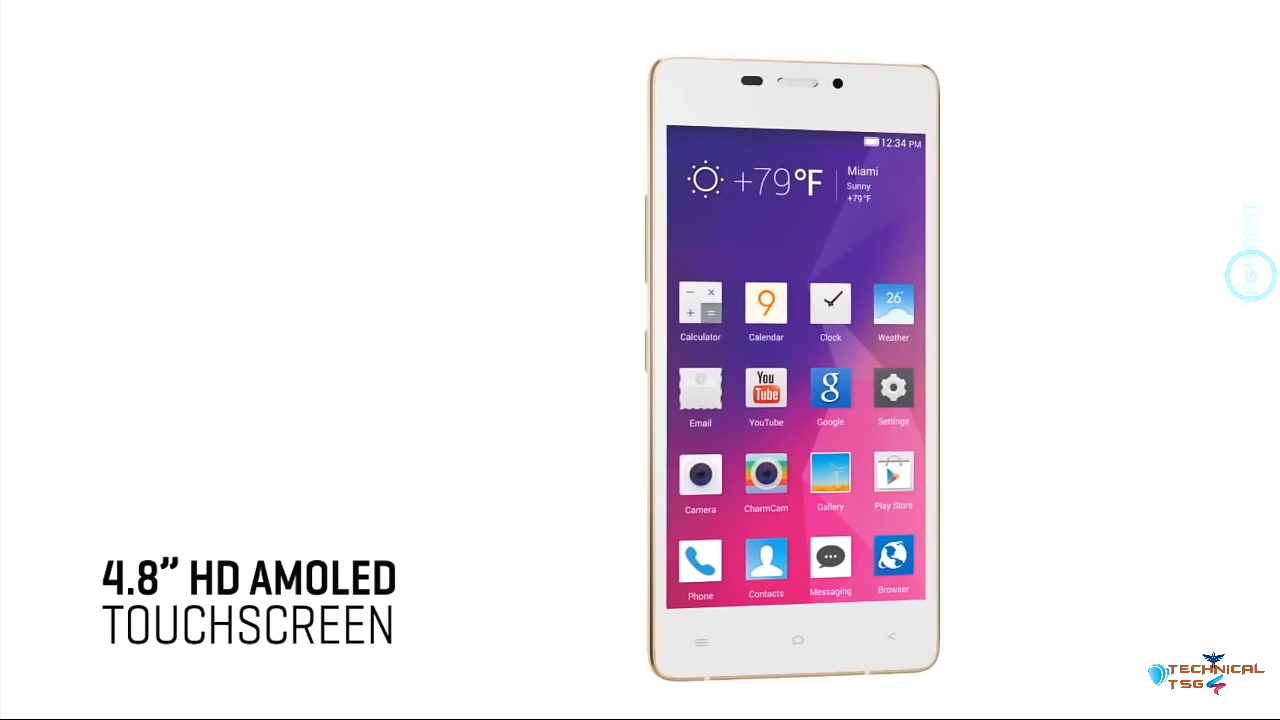 12:34 PM
+79°F
Miami
Sunny
+79°F
9
26°
Calculator
Calendar
Clock
Weather
@
You
Tube
g
Email
YouTube
Google
Settings
Camera
CharmCam
Gallery
Play Store
Phone
Contacts
Messaging
Browser
4.8” HD AMOLED
TOUCHSCREEN
TECHNICAL
TSG